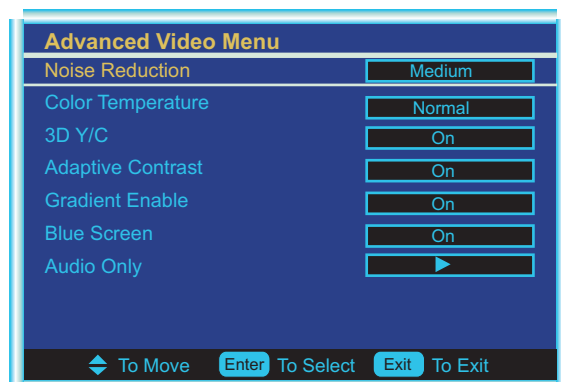 Advanced Video Menu
Noise Reduction Medium
Color Temperature Normal
3D Y/C On
Adaptive Contrast On
Gradient Enable On
Blue Screen On
Audio Only
To Move Enter To Select Exit To Exit